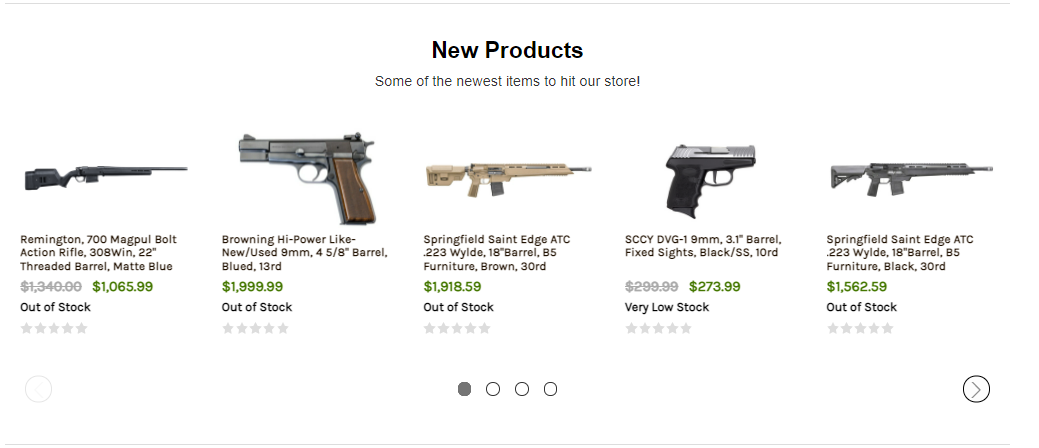 New Products
Some of the newest items to hit our store!
Remington, 700 Magpul Bolt
Action Rifle, 308Win, 22"
Threaded Barrel, Matte Blue
$1,340.00 $1,065.99
Out of Stock
Browning Hi-Power Like-
New/Used 9mm, 4 5/8" Barrel,
Blued, 13rd
$1,999.99
Out of Stock
Springfield Saint Edge ATC
.223 Wylde, 18"Barrel, B5
Furniture, Brown, 30rd
$1,918.59
Out of Stock
SCCY DVG-1 9mm, 3.1" Barrel,
Fixed Sights, Black/SS, 10rd
$299.99 $273.99
Very Low Stock
Springfield Saint Edge ATC
.223 Wylde, 18"Barrel, B5
Furniture, Black, 30rd
$1,562.59
Out of Stock